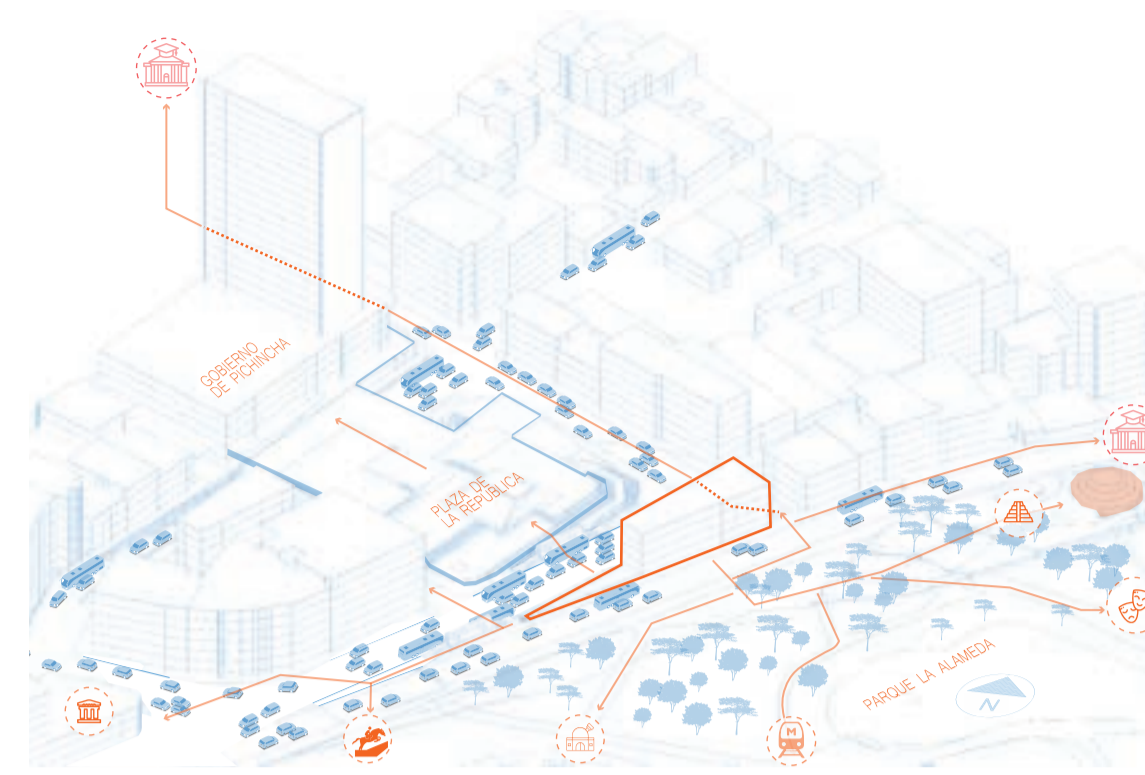 GOBIERNO
DE PICHINCHA
PLAZA DE
LA REPÚBLICA
PARQUE LA ALAMEDA
N
M